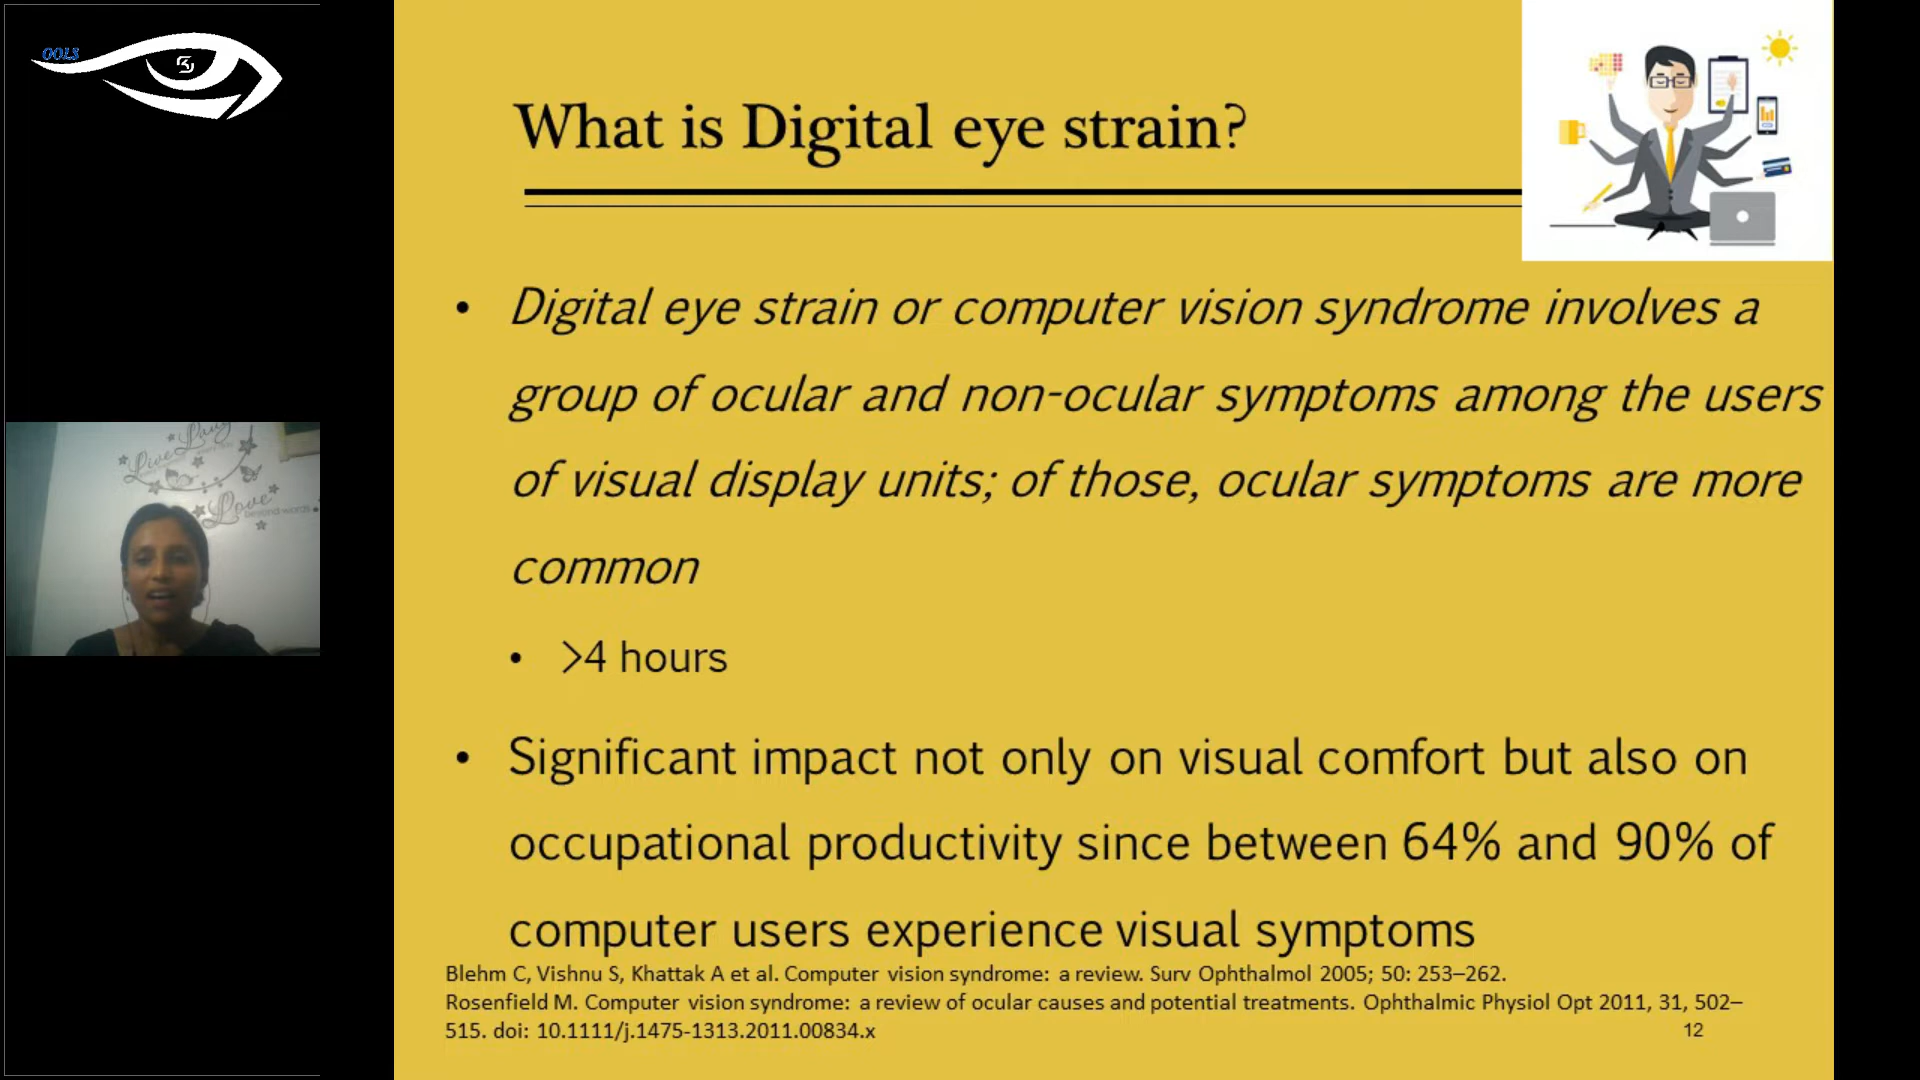 OOLS
What is Digital eye strain?
• Digital eye strain or computer vision syndrome involves a
group of ocular and non-ocular symptoms among the users
of visual display units; of those, ocular symptoms are more
common
• >4 hours
• Significant impact not only on visual comfort but also on
occupational productivity since between 64% and 90% of
computer users experience visual symptoms
Blehm C, Vishnu S, Khattak A et al. Computer vision syndrome: a review. Surv Ophthalmol 2005; 50: 253–262.
Rosenfield M. Computer vision syndrome: a review of ocular causes and potential treatments. Ophthalmic Physiol Opt 2011, 31, 502–
515. doi: 10.1111/j.1475-1313.2011.00834.x
12
Live Laug
Love
beyond words